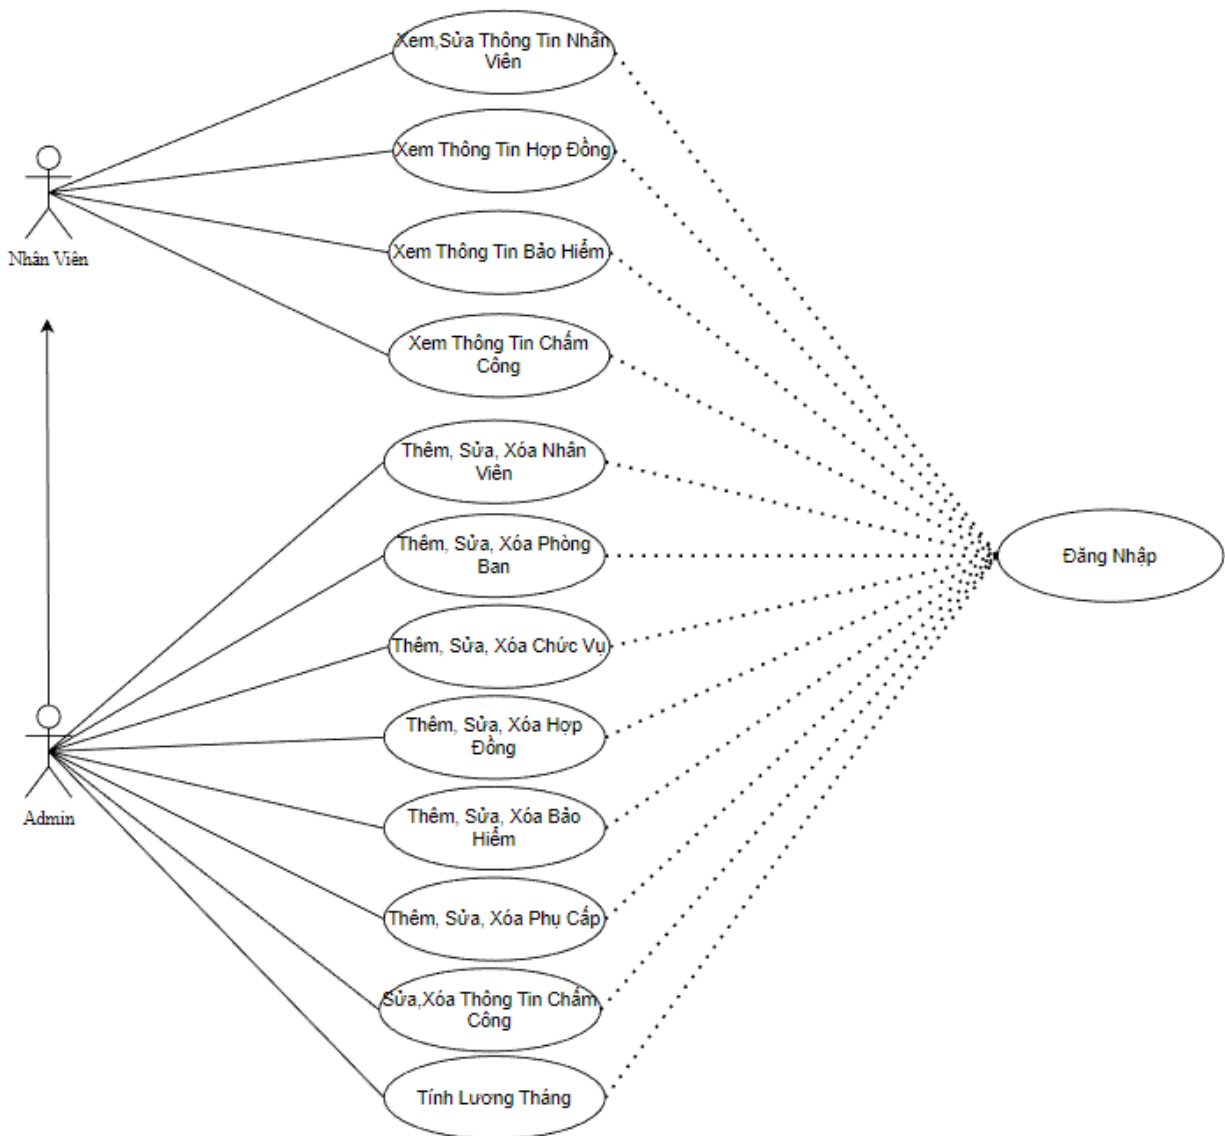 Xem,Sửa Thông Tin Nhân
Viên
Xem Thông Tin Hợp Đồng
Nhân Viên
Xem Thông Tin Bảo Hiểm
Xem Thông Tin Chấm
Công
Thêm, Sửa, Xóa Nhân
Viên
Thêm, Sửa, Xóa Phòng
Ban
Đăng Nhập
Thêm, Sửa, Xóa Chức Vụ
Thêm, Sửa, Xóa Hợp
Đồng
Admin
Thêm, Sửa, Xóa Bảo
Hiểm
Thêm, Sửa, Xóa Phụ Cấp
Sửa,Xóa Thông Tin Chấm
Công
Tính Lương Tháng